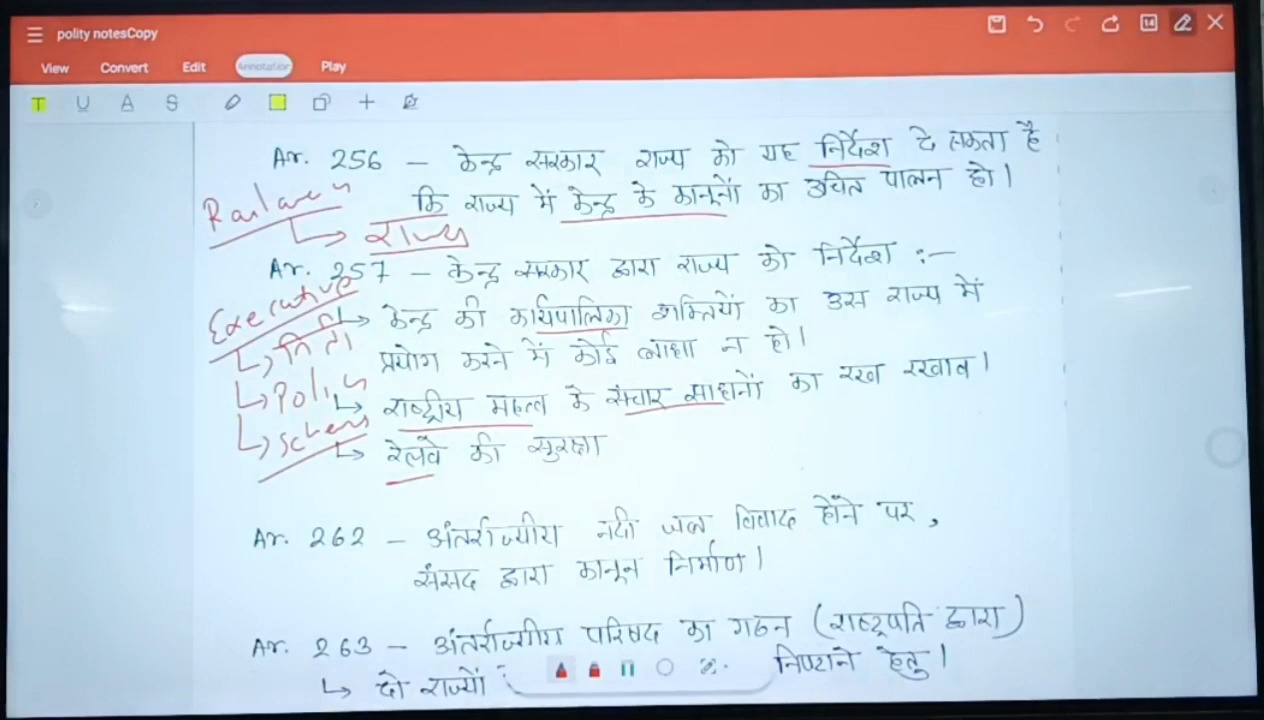 polity notesCopy
View Convert Edit Annotation Play
T U A S
14
Ar. 256 – केन्द्र सरकार राज्य को यह निर्देश दे सकता है
कि राज्य में केन्द्र के कानूनों का उचित पालन हो।
राज्य
Ar. 257 – केन्द्र सरकार द्वारा राज्य को निर्देश :–
Executive
↳ केन्द्र की कार्यपालिका शक्तियों का उस राज्य में
प्रयोग करने में कोई बाधा न हो।
↳ Policy
↳ राष्ट्रीय महत्व के संचार साधनों का रख रखाव।
↳ रेलवे की सुरक्षा
Ar. 262 – अंतर्राज्यीय नदी जल विवाद होने पर,
संसद द्वारा कानून निर्माण।
Ar. 263 – अंतर्राज्यीय परिषद का गठन (राष्ट्रपति द्वारा)
↳ दो राज्यों निपटाने हेतु।